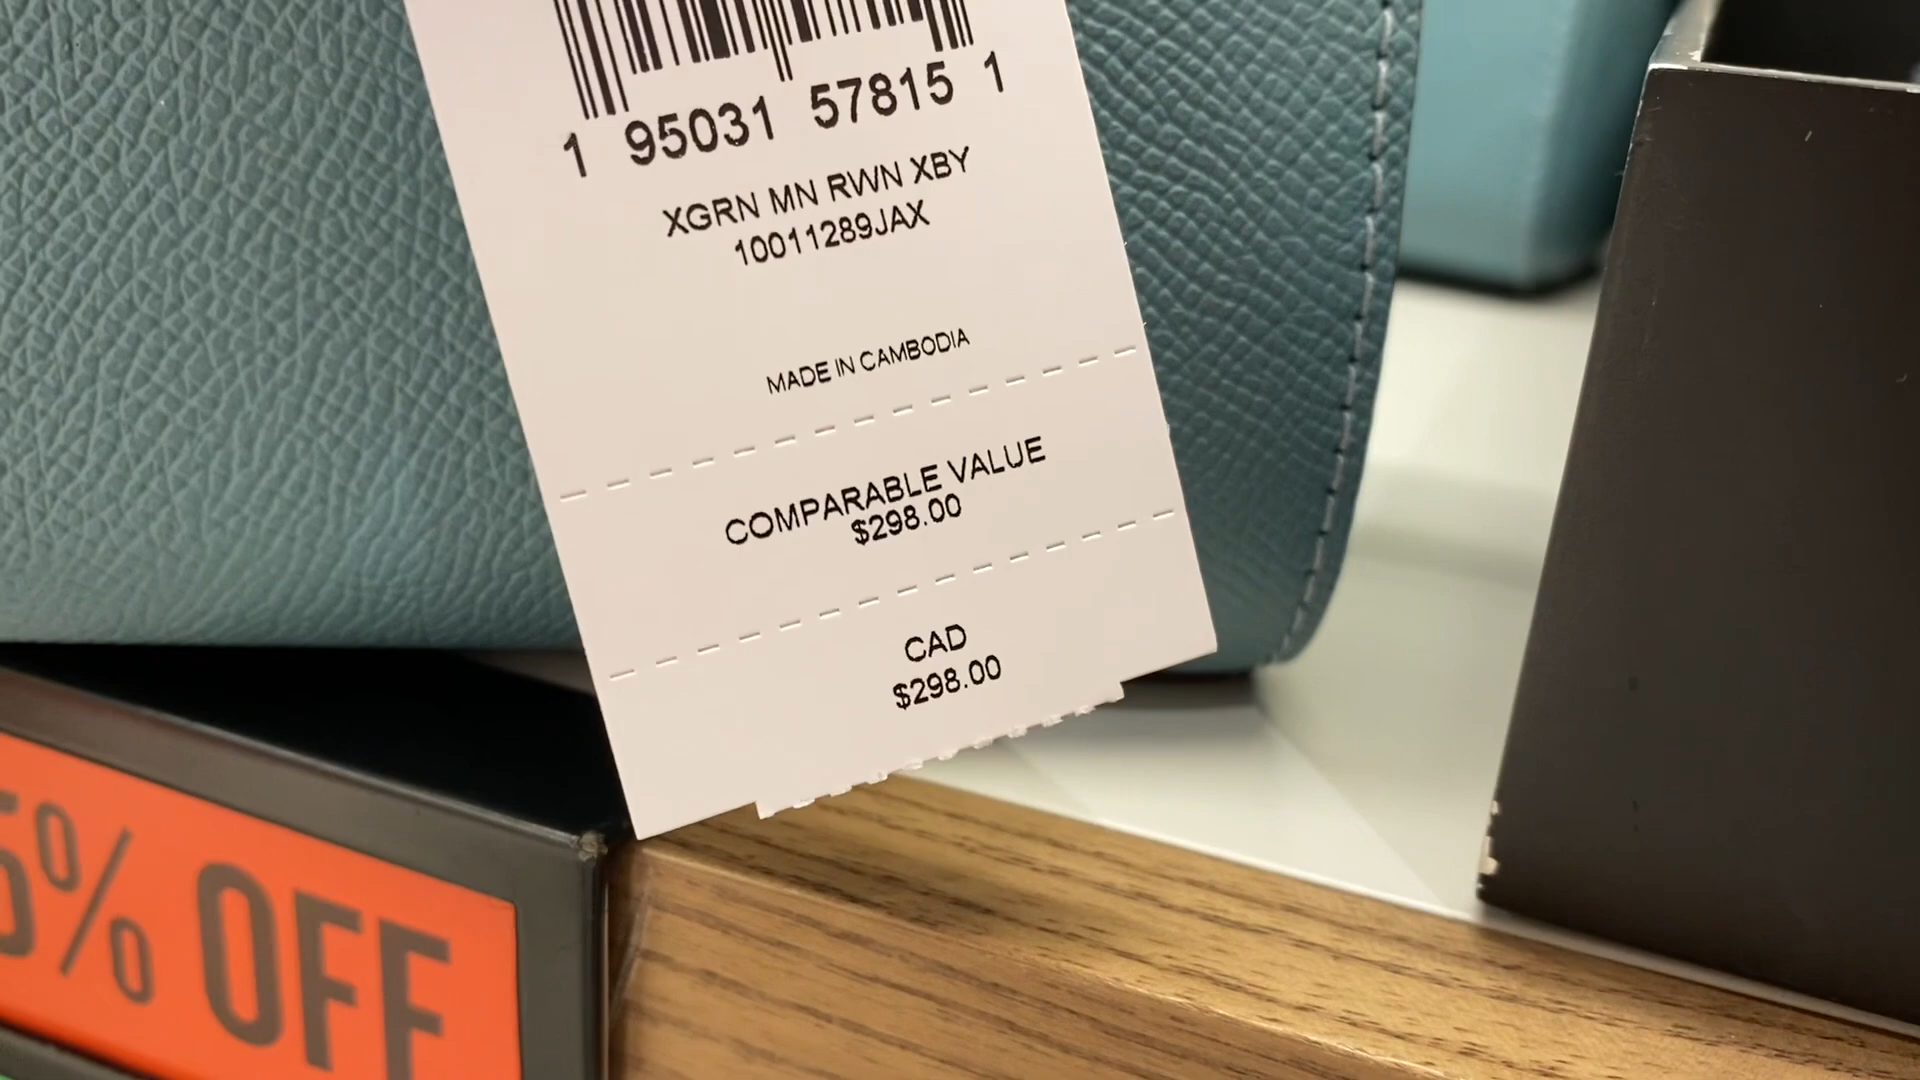 1 95031 57815 1
XGRN MN RWN XBY
10011289JAX
MADE IN CAMBODIA
COMPARABLE VALUE
$298.00
CAD
$298.00
5% OFF